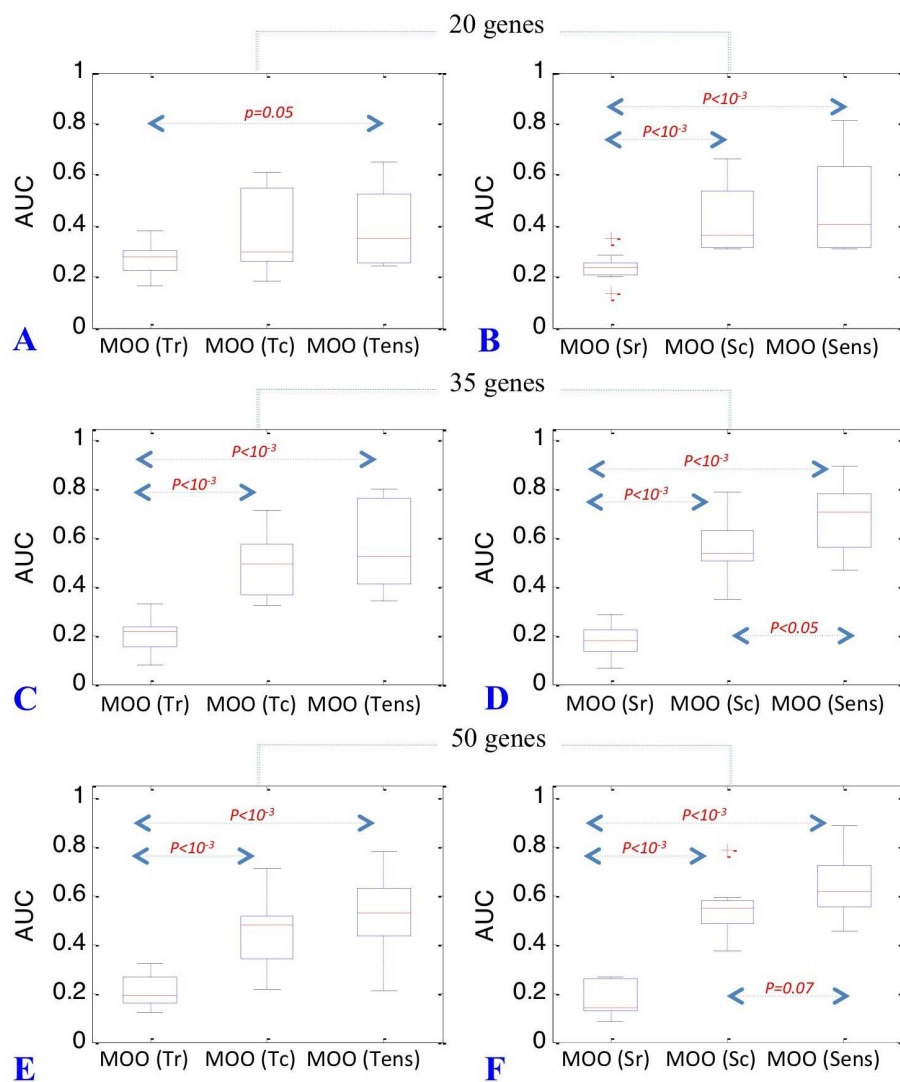 20 genes
1
0.8
0.6
0.4
0.2
0
AUC
p=0.05
MOO (Tr) MOO (Tc) MOO (Tens)
A
1
0.8
0.6
0.4
0.2
0
AUC
P<10-3
P<10-3
MOO (Sr) MOO (Sc) MOO (Sens)
B
35 genes
1
0.8
0.6
0.4
0.2
0
AUC
P<10-3
P<10-3
MOO (Tr) MOO (Tc) MOO (Tens)
C
1
0.8
0.6
0.4
0.2
0
AUC
P<10-3
P<10-3
P<0.05
MOO (Sr) MOO (Sc) MOO (Sens)
D
50 genes
1
0.8
0.6
0.4
0.2
0
AUC
P<10-3
P<10-3
MOO (Tr) MOO (Tc) MOO (Tens)
E
1
0.8
0.6
0.4
0.2
0
AUC
P<10-3
P<10-3
P=0.07
MOO (Sr) MOO (Sc) MOO (Sens)
F